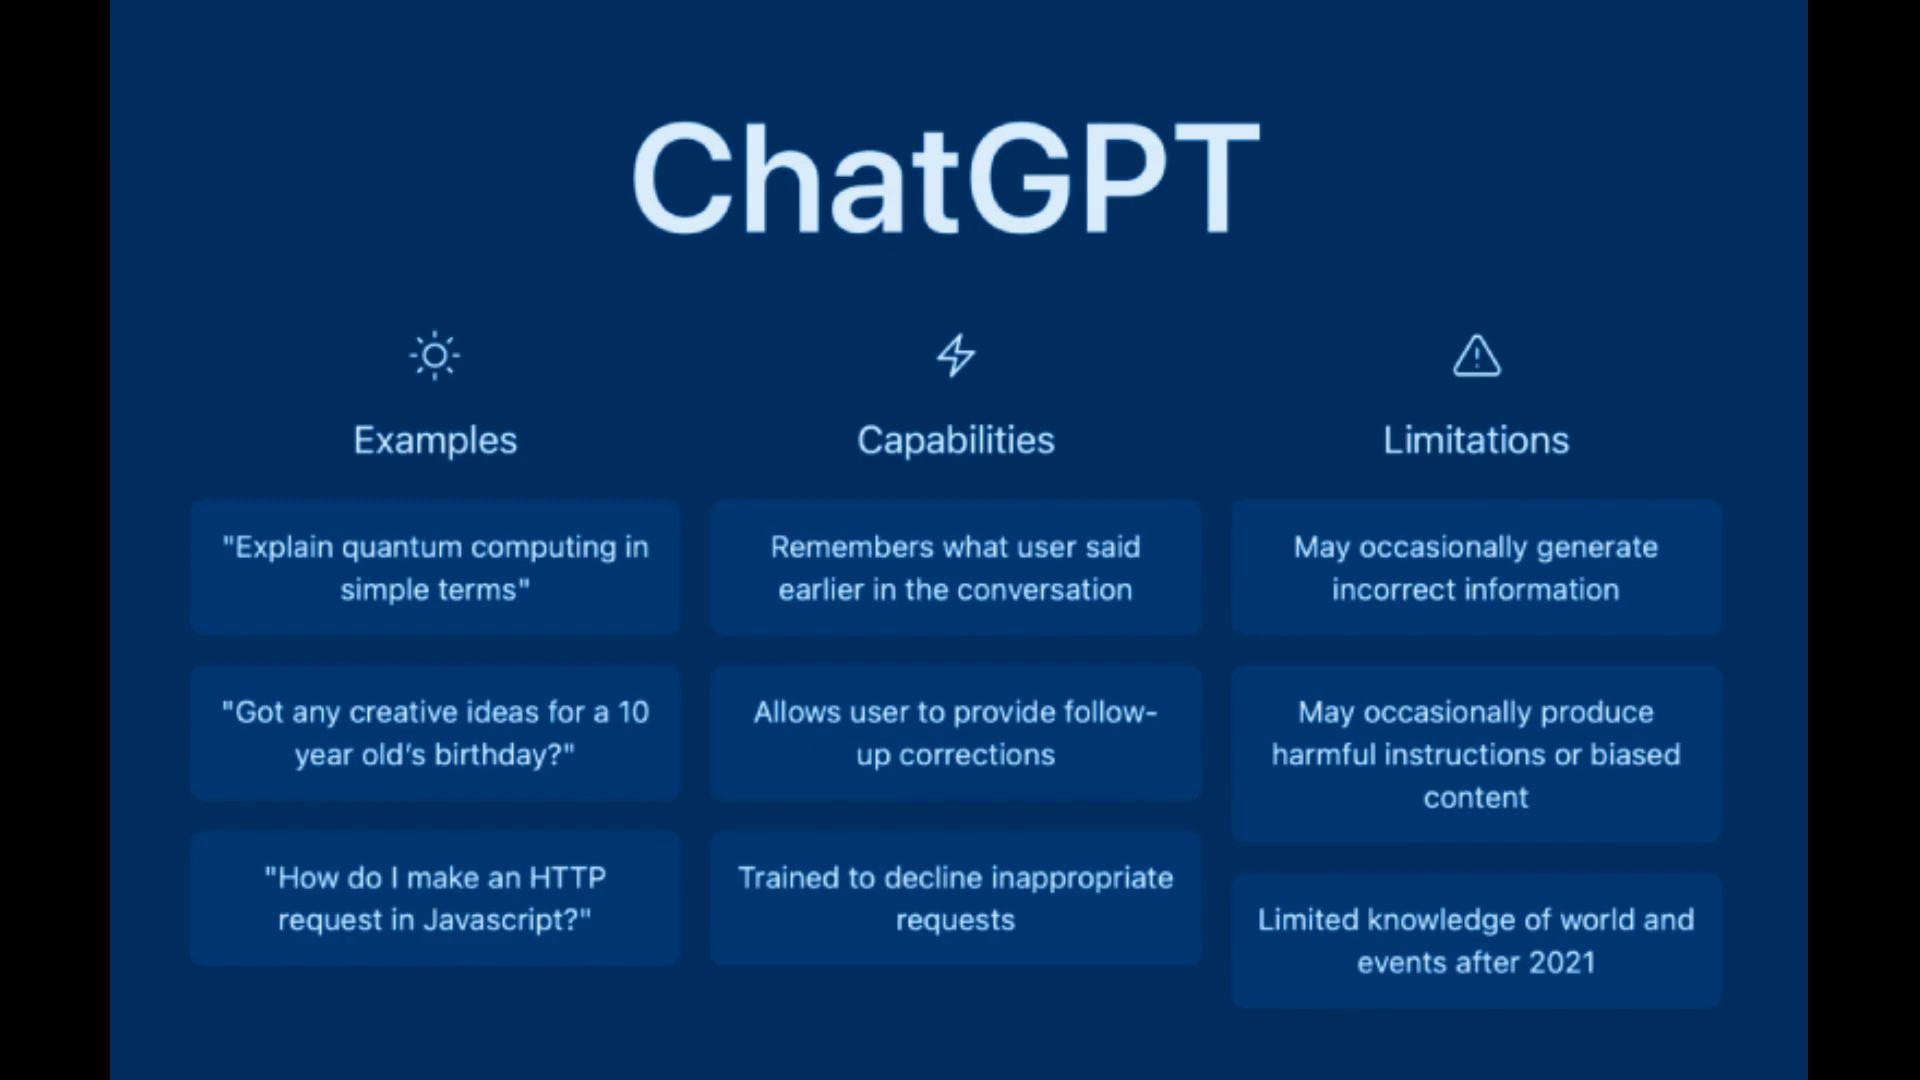 ChatGPT
Examples
"Explain quantum computing in
simple terms"
"Got any creative ideas for a 10
year old’s birthday?"
"How do I make an HTTP
request in Javascript?"
Capabilities
Remembers what user said
earlier in the conversation
Allows user to provide follow-
up corrections
Trained to decline inappropriate
requests
Limitations
May occasionally generate
incorrect information
May occasionally produce
harmful instructions or biased
content
Limited knowledge of world and
events after 2021